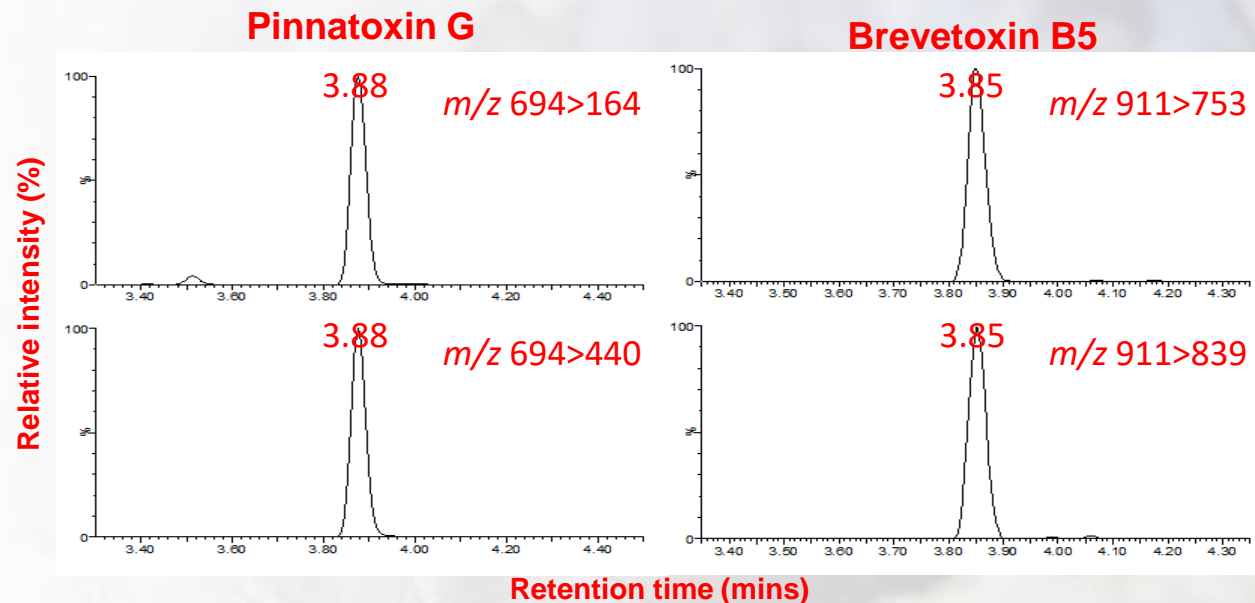 Pinnatoxin G
Brevetoxin B5
Relative intensity (%)
100
%
0
3.88
m/z 694>164
3.40 3.60 3.80 4.00 4.20 4.40
100
%
0
3.85
m/z 911>753
3.40 3.50 3.60 3.70 3.80 3.90 4.00 4.10 4.20 4.30
100
%
0
3.88
m/z 694>440
3.40 3.60 3.80 4.00 4.20 4.40
100
%
0
3.85
m/z 911>839
3.40 3.50 3.60 3.70 3.80 3.90 4.00 4.10 4.20 4.30
Retention time (mins)